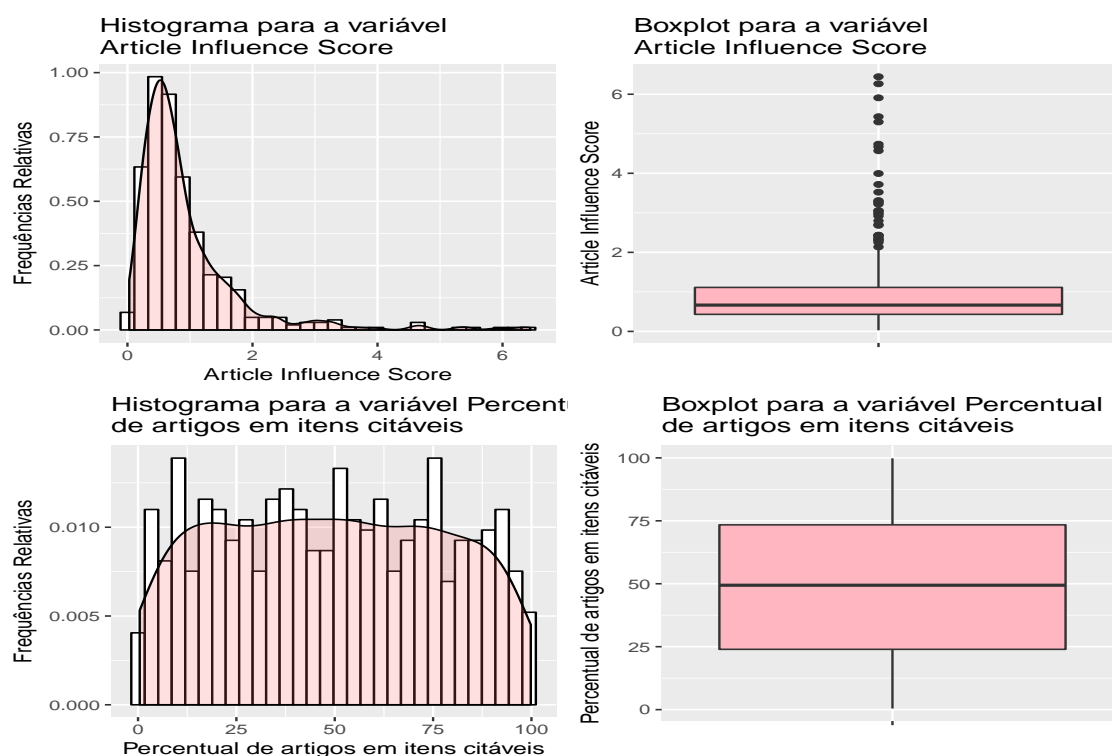 Histograma para a variável
Article Influence Score
1.00
0.75
0.50
0.25
0.00
Frequências Relativas
0
2
4
6
Article Influence Score
Boxplot para a variável
Article Influence Score
6
4
2
0
Article Influence Score
Histograma para a variável Percent
de artigos em itens citáveis
0.010
0.005
0.000
Frequências Relativas
0
25
50
75
100
Percentual de artigos em itens citáveis
Boxplot para a variável Percentual
de artigos em itens citáveis
100
75
50
25
0
Percentual de artigos em itens citáveis